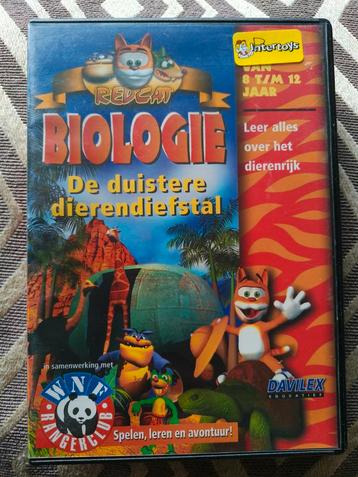 Intertoys
VAN
8 T/M 12
JAAR
REDCAT
BIOLOGIE
De duistere
dierendiefstal
Leer alles
over het
dierenrijk
in samenwerking met
WNF
RANGERCLUB
DAVILEX
EDUCATIEF
Spelen, leren en avontuur!